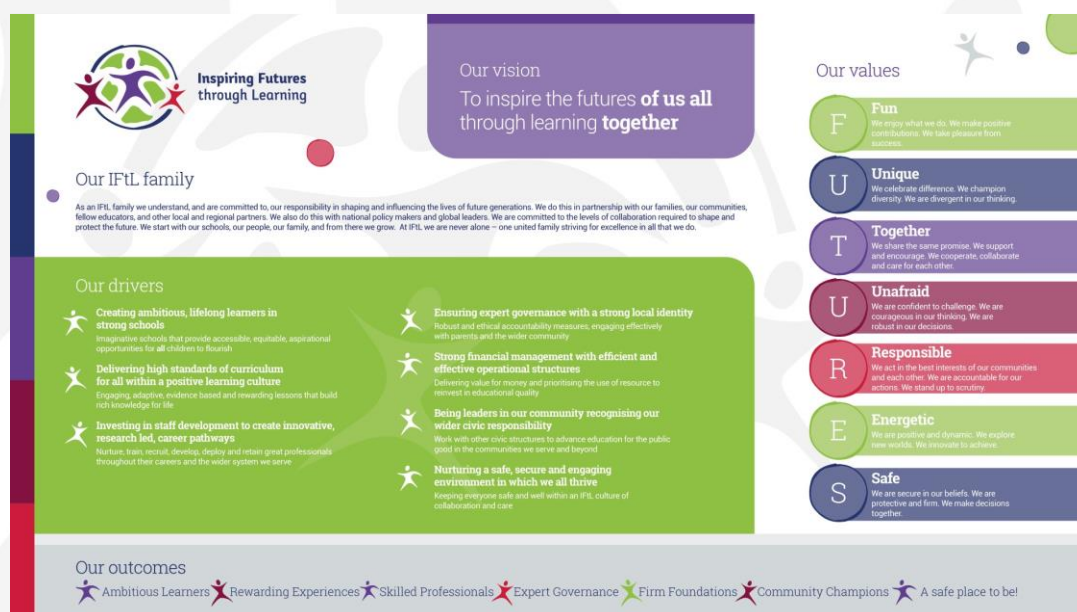 Inspiring Futures
through Learning
Our vision
To inspire the futures of us all
through learning together
Our IFtL family
As an IFtL family we understand, and are committed to, our responsibility in shaping and influencing the lives of future generations. We do this in partnership with our families, our communities,
fellow educators, and other local and regional partners. We also do this with national policy makers and global leaders. We are committed to the levels of collaboration required to shape and
protect the future. We start with our schools, our people, our family, and from there we grow. At IFtL we are never alone – one united family striving for excellence in all that we do.
Our drivers
Creating ambitious, lifelong learners in
strong schools
Imaginative schools that provide accessible, equitable, aspirational
opportunities for all children to flourish
Delivering high standards of curriculum
for all within a positive learning culture
Engaging, adaptive, evidence based and rewarding lessons that build
rich knowledge for life
Investing in staff development to create innovative,
research led, career pathways
Nurture, train, recruit, develop, deploy and retain great professionals
throughout their careers and the wider system we serve
Ensuring expert governance with a strong local identity
Robust and ethical accountability measures, engaging effectively
with parents and the wider community
Strong financial management with efficient and
effective operational structures
Delivering value for money and prioritising the use of resource to
reinvest in educational quality
Being leaders in our community recognising our
wider civic responsibility
Work with other civic structures to advance education for the public
good in the communities we serve and beyond
Nurturing a safe, secure and engaging
environment in which we all thrive
Keeping everyone safe and well within an IFtL culture of
collaboration and care
Our values
F
Fun
We enjoy what we do. We make positive
contributions. We take pleasure from
success.
U
Unique
We celebrate difference. We champion
diversity. We are divergent in our thinking.
T
Together
We share the same promise. We support
and encourage. We cooperate, collaborate
and care for each other.
U
Unafraid
We are confident to challenge. We are
courageous in our thinking. We are
robust in our decisions.
R
Responsible
We act in the best interests of our communities
and each other. We are accountable for our
actions. We stand up to scrutiny.
E
Energetic
We are positive and dynamic. We explore
new worlds. We innovate to achieve.
S
Safe
We are secure in our beliefs. We are
protective and firm. We make decisions
together.
Our outcomes
Ambitious Learners Rewarding Experiences Skilled Professionals Expert Governance Firm Foundations Community Champions A safe place to be!